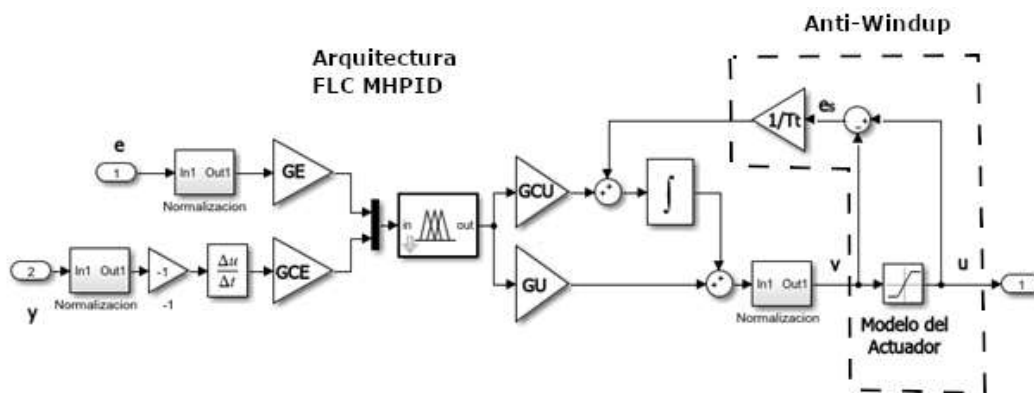 Anti-Windup
Arquitectura
FLC MHPID
1/Tt
es
e
1
In1 Out1
Normalizacion
GE
GCU
in
out
2
y
In1 Out1
Normalizacion
-1
-1
Δu
Δt
GCE
GU
∫
In1 Out1
Normalizacion
v
u
1
Modelo del
Actuador